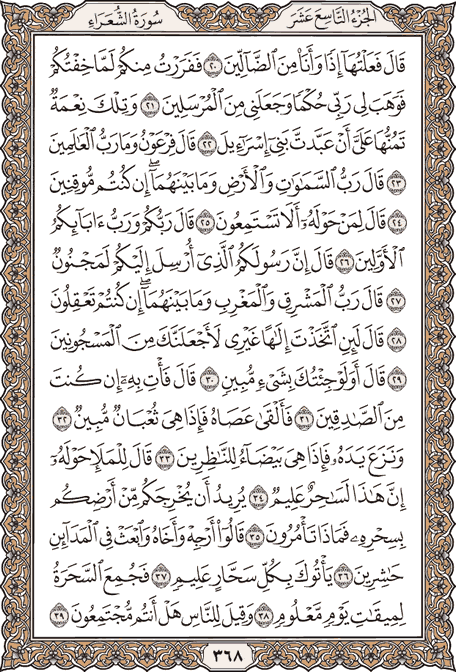 الجزء التاسع عشر
سورة الشعراء
قَالَ فَعَلْتُهَآ إِذًا وَأَنَا۠ مِنَ ٱلضَّآلِّينَ ٢٠ فَفَرَرْتُ مِنكُمْ لَمَّا خِفْتُكُمْ
فَوَهَبَ لِى رَبِّى حُكْمًا وَجَعَلَنِى مِنَ ٱلْمُرْسَلِينَ ٢١ وَتِلْكَ نِعْمَةٌ
تَمُنُّهَا عَلَىَّ أَنْ عَبَّدتَّ بَنِىٓ إِسْرَٰٓءِيلَ ٢٢ قَالَ فِرْعَوْنُ وَمَا رَبُّ ٱلْعَٰلَمِينَ
٢٣ قَالَ رَبُّ ٱلسَّمَٰوَٰتِ وَٱلْأَرْضِ وَمَا بَيْنَهُمَآ ۖ إِن كُنتُم مُّوقِنِينَ
٢٤ قَالَ لِمَنْ حَوْلَهُۥٓ أَلَا تَسْتَمِعُونَ ٢٥ قَالَ رَبُّكُمْ وَرَبُّ ءَابَآئِكُمُ
ٱلْأَوَّلِينَ ٢٦ قَالَ إِنَّ رَسُولَكُمُ ٱلَّذِىٓ أُرْسِلَ إِلَيْكُمْ لَمَجْنُونٌ
٢٧ قَالَ رَبُّ ٱلْمَشْرِقِ وَٱلْمَغْرِبِ وَمَا بَيْنَهُمَآ ۖ إِن كُنتُمْ تَعْقِلُونَ
٢٨ قَالَ لَئِنِ ٱتَّخَذْتَ إِلَٰهًا غَيْرِى لَأَجْعَلَنَّكَ مِنَ ٱلْمَسْجُونِينَ
٢٩ قَالَ أَوَلَوْ جِئْتُكَ بِشَىْءٍ مُّبِينٍ ٣٠ قَالَ فَأْتِ بِهِۦٓ إِن كُنتَ
مِنَ ٱلصَّٰدِقِينَ ٣١ فَأَلْقَىٰ عَصَاهُ فَإِذَا هِىَ ثُعْبَانٌ مُّبِينٌ ٣٢
وَنَزَعَ يَدَهُۥ فَإِذَا هِىَ بَيْضَآءُ لِلنَّٰظِرِينَ ٣٣ قَالَ لِلْمَلَإِ حَوْلَهُۥٓ
إِنَّ هَٰذَا لَسَٰحِرٌ عَلِيمٌ ٣٤ يُرِيدُ أَن يُخْرِجَكُم مِّنْ أَرْضِكُم
بِسِحْرِهِۦ فَمَاذَا تَأْمُرُونَ ٣٥ قَالُوٓا۟ أَرْجِهْ وَأَخَاهُ وَٱبْعَثْ فِى ٱلْمَدَآئِنِ
حَٰشِرِينَ ٣٦ يَأْتُوكَ بِكُلِّ سَحَّارٍ عَلِيمٍ ٣٧ فَجُمِعَ ٱلسَّحَرَةُ
لِمِيقَٰتِ يَوْمٍ مَّعْلُومٍ ٣٨ وَقِيلَ لِلنَّاسِ هَلْ أَنتُم مُّجْتَمِعُونَ ٣٩
٣٦٨